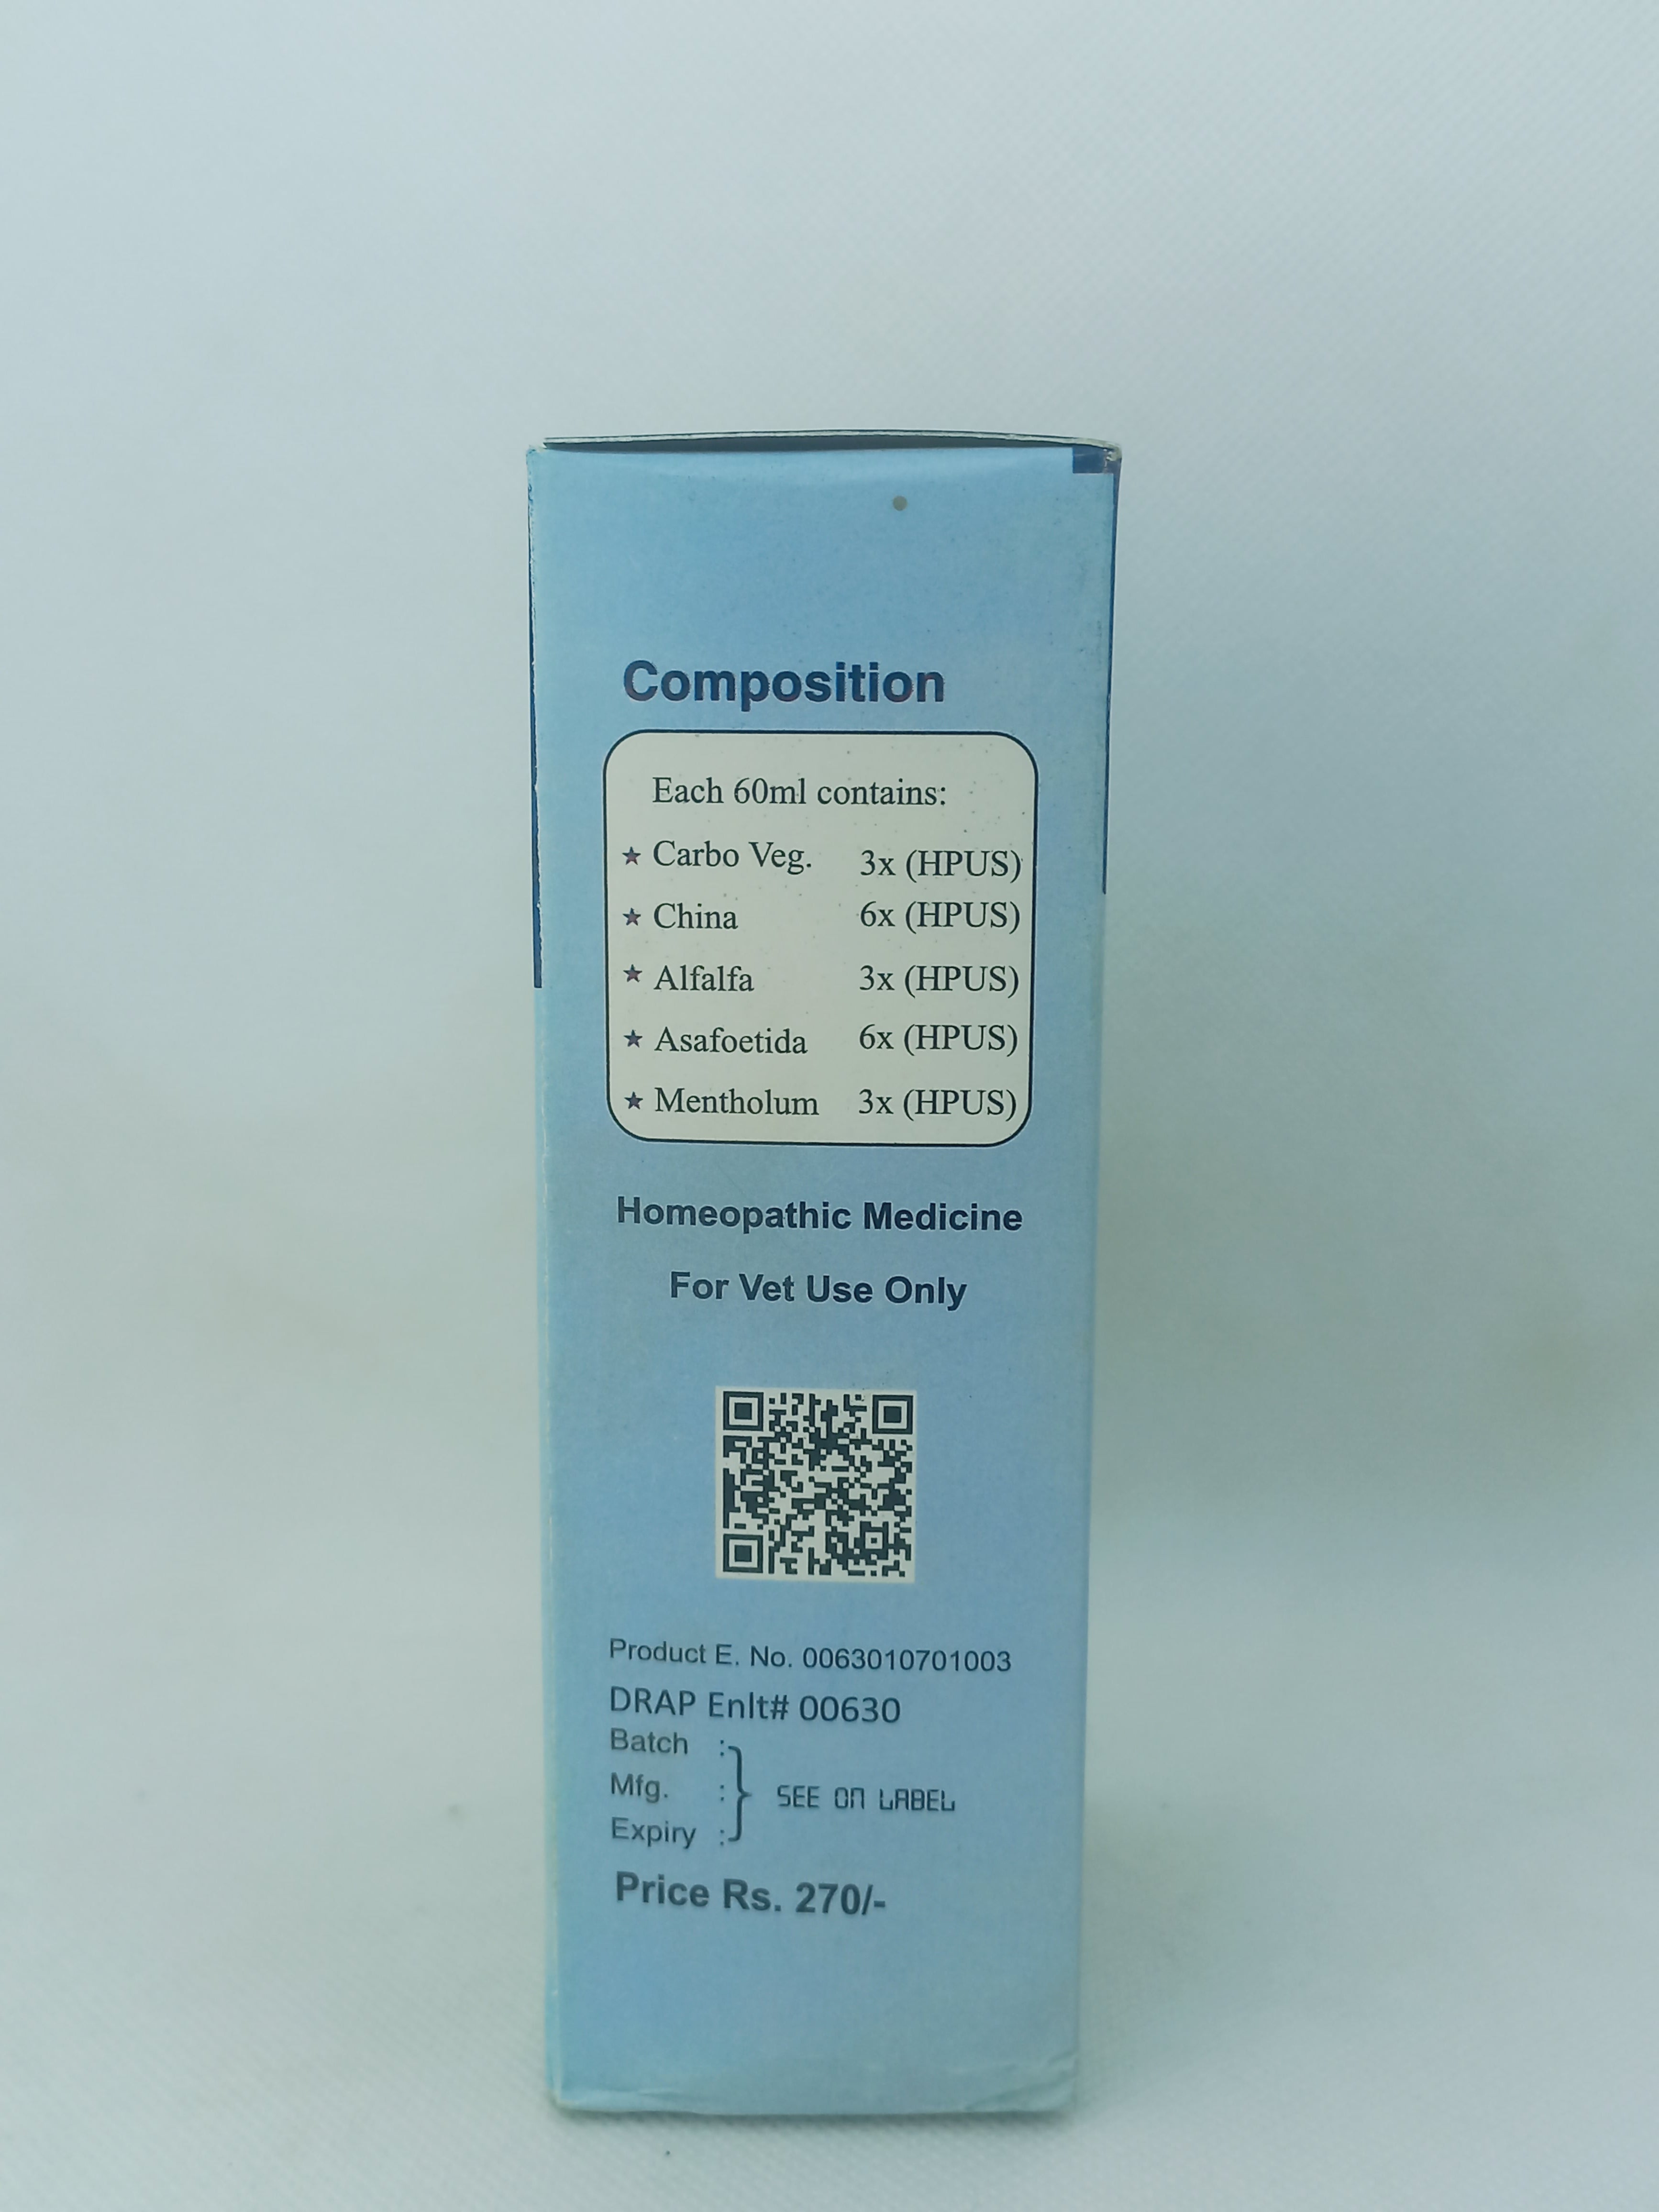 Composition
Each 60ml contains:
★ Carbo Veg. 3x (HPUS)
★ China 6x (HPUS)
★ Alfalfa 3x (HPUS)
★ Asafoetida 6x (HPUS)
★ Mentholum 3x (HPUS)
Homeopathic Medicine
For Vet Use Only
Product E. No. 0063010701003
DRAP Enlt# 00630
Batch :
Mfg. : } SEE ON LABEL
Expiry :
Price Rs. 270/-